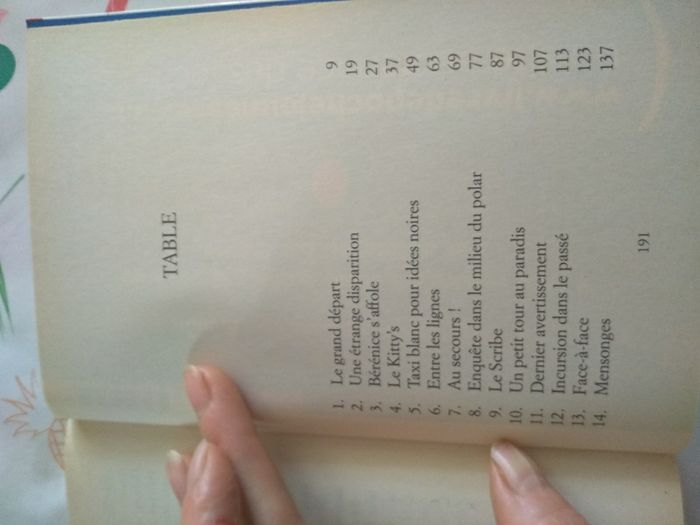 TABLE
1. Le grand départ 9
2. Une étrange disparition 19
3. Bérénice s'affole 27
4. Le Kitty's 37
5. Taxi blanc pour idées noires 49
6. Entre les lignes 63
7. Au secours ! 69
8. Enquête dans le milieu du polar 77
9. Le Scribe 87
10. Un petit tour au paradis 97
11. Dernier avertissement 107
12. Incursion dans le passé 113
13. Face-à-face 123
14. Mensonges 137
191